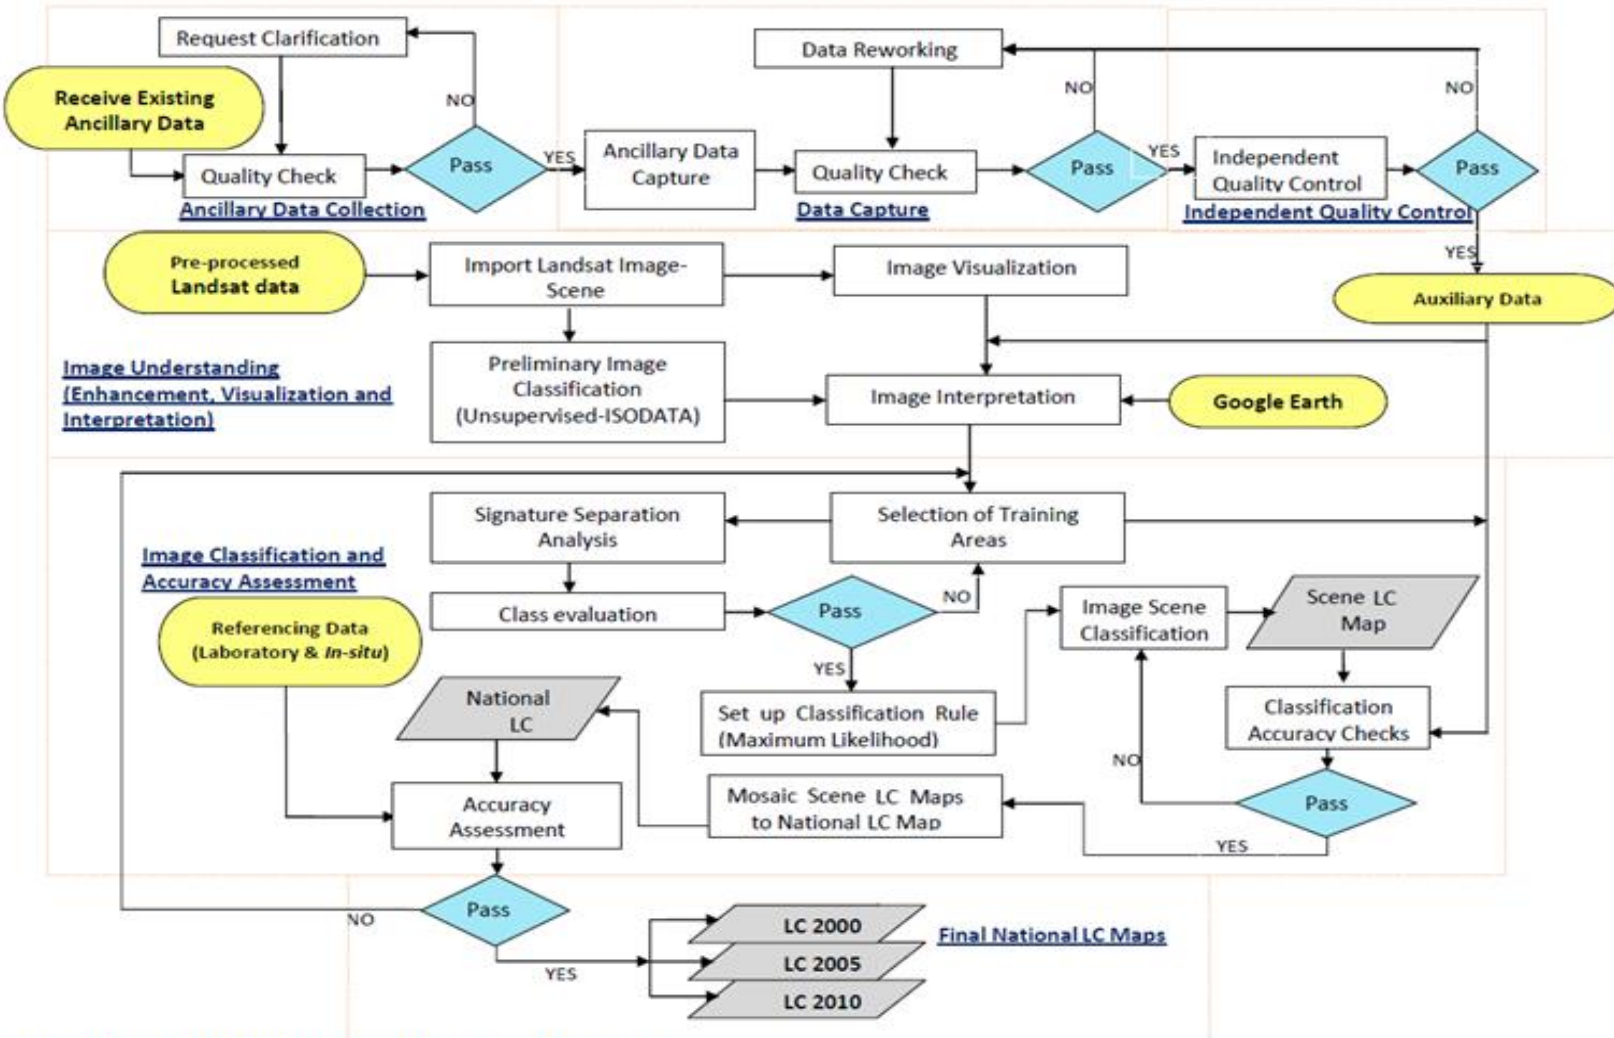 Request Clarification
Receive Existing
Ancillary Data
NO
Quality Check
Pass
YES
Ancillary Data Collection
Ancillary Data
Capture
Data Reworking
Quality Check
NO
Pass
YES
Data Capture
Independent
Quality Control
NO
Pass
Independent Quality Control
YES
Auxiliary Data
Pre-processed
Landsat data
Import Landsat Image-
Scene
Image Visualization
Image Understanding
(Enhancement, Visualization and
Interpretation)
Preliminary Image
Classification
(Unsupervised-ISODATA)
Image Interpretation
Google Earth
Signature Separation
Analysis
Selection of Training
Areas
Image Classification and
Accuracy Assessment
Class evaluation
Pass
NO
YES
Image Scene
Classification
Scene LC
Map
Referencing Data
(Laboratory & In-situ)
National
LC
Set up Classification Rule
(Maximum Likelihood)
Classification
Accuracy Checks
NO
Pass
YES
Mosaic Scene LC Maps
to National LC Map
Accuracy
Assessment
Pass
NO
YES
LC 2000
LC 2005
LC 2010
Final National LC Maps